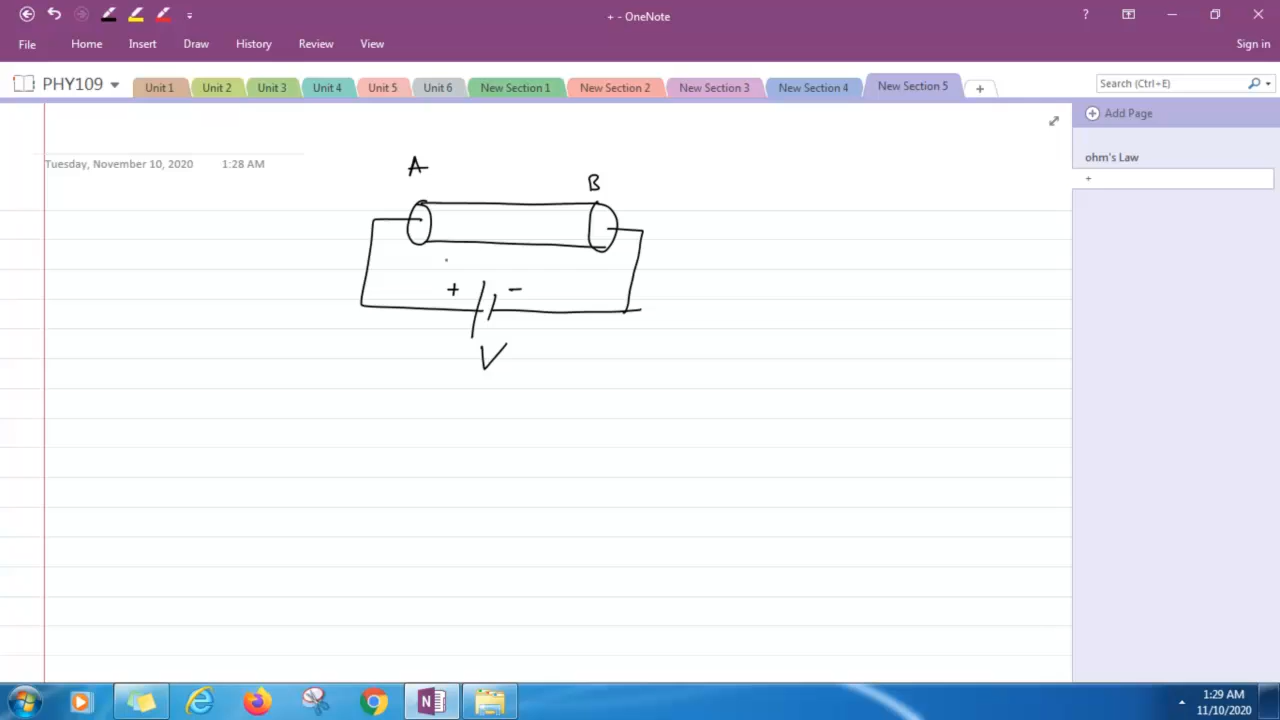 + - OneNote
?
File Home Insert Draw History Review View Sign in
PHY109 Unit 1 Unit 2 Unit 3 Unit 4 Unit 5 Unit 6 New Section 1 New Section 2 New Section 3 New Section 4 New Section 5 + Search (Ctrl+E)
Add Page
Tuesday, November 10, 2020 1:28 AM
ohm's Law
+
A
B
+ -
V
N
1:29 AM
11/10/2020